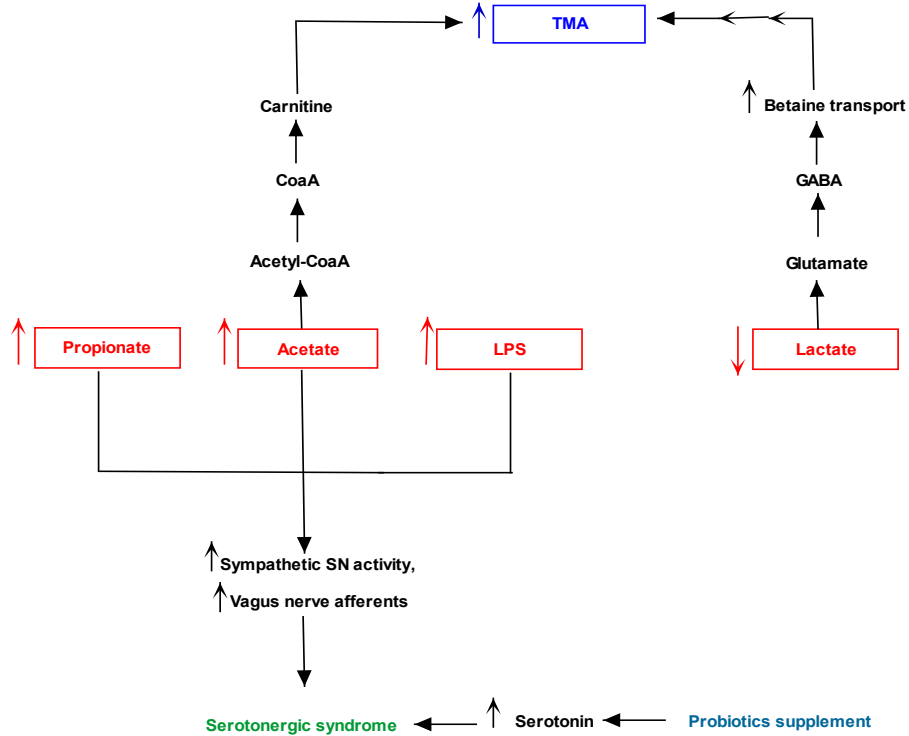 TMA
Carnitine
Betaine transport
CoaA
GABA
Acetyl-CoaA
Glutamate
Propionate
Acetate
LPS
Lactate
Sympathetic SN activity,
Vagus nerve afferents
Serotonergic syndrome
Serotonin
Probiotics supplement